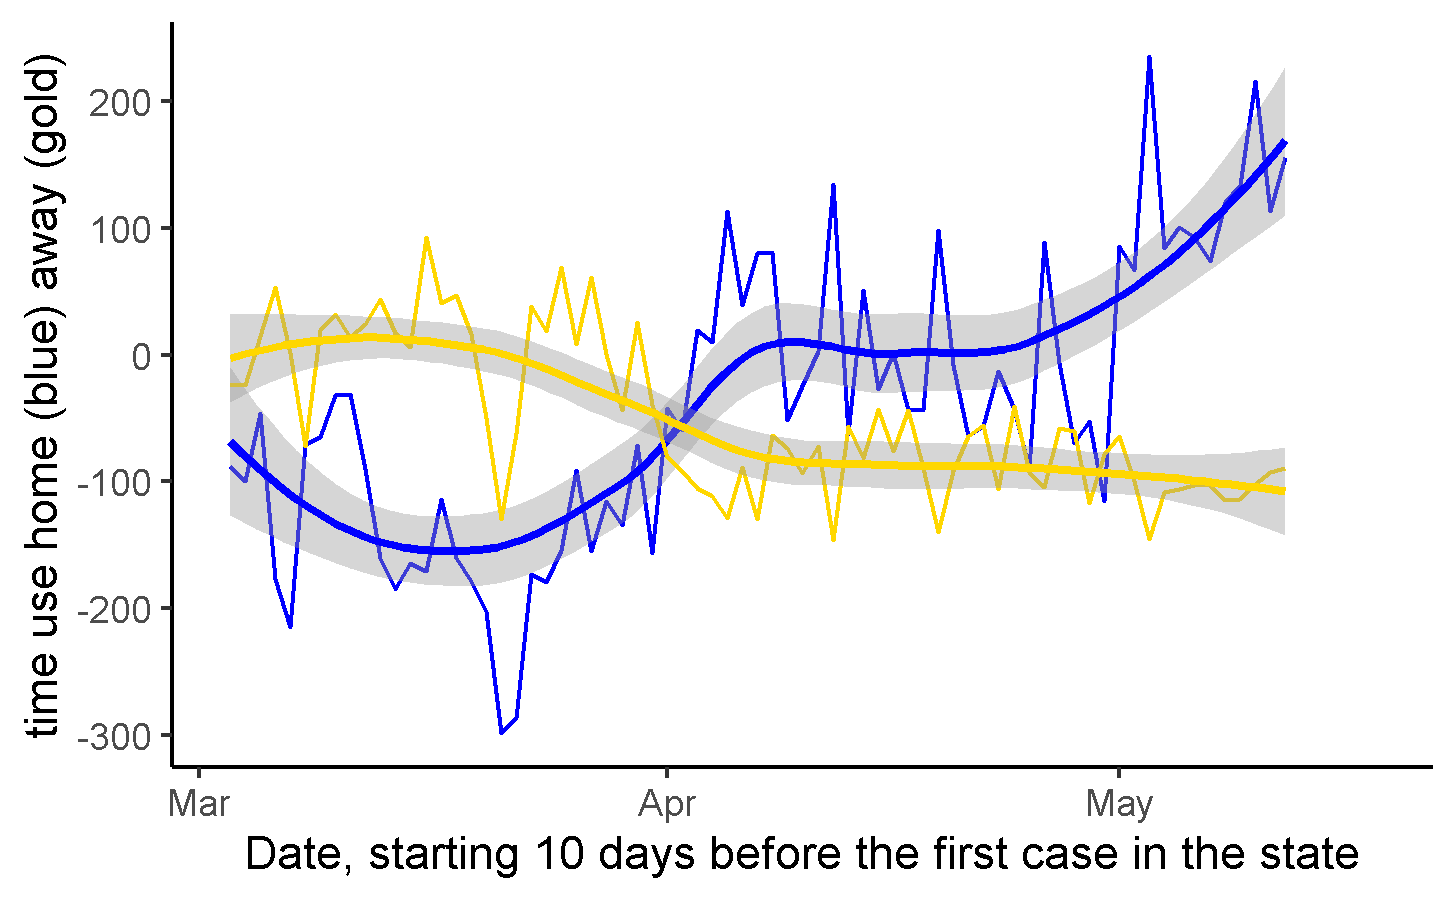 time use home (blue) away (gold)
200
100
0
-100
-200
-300
Mar
Apr
May
Date, starting 10 days before the first case in the state